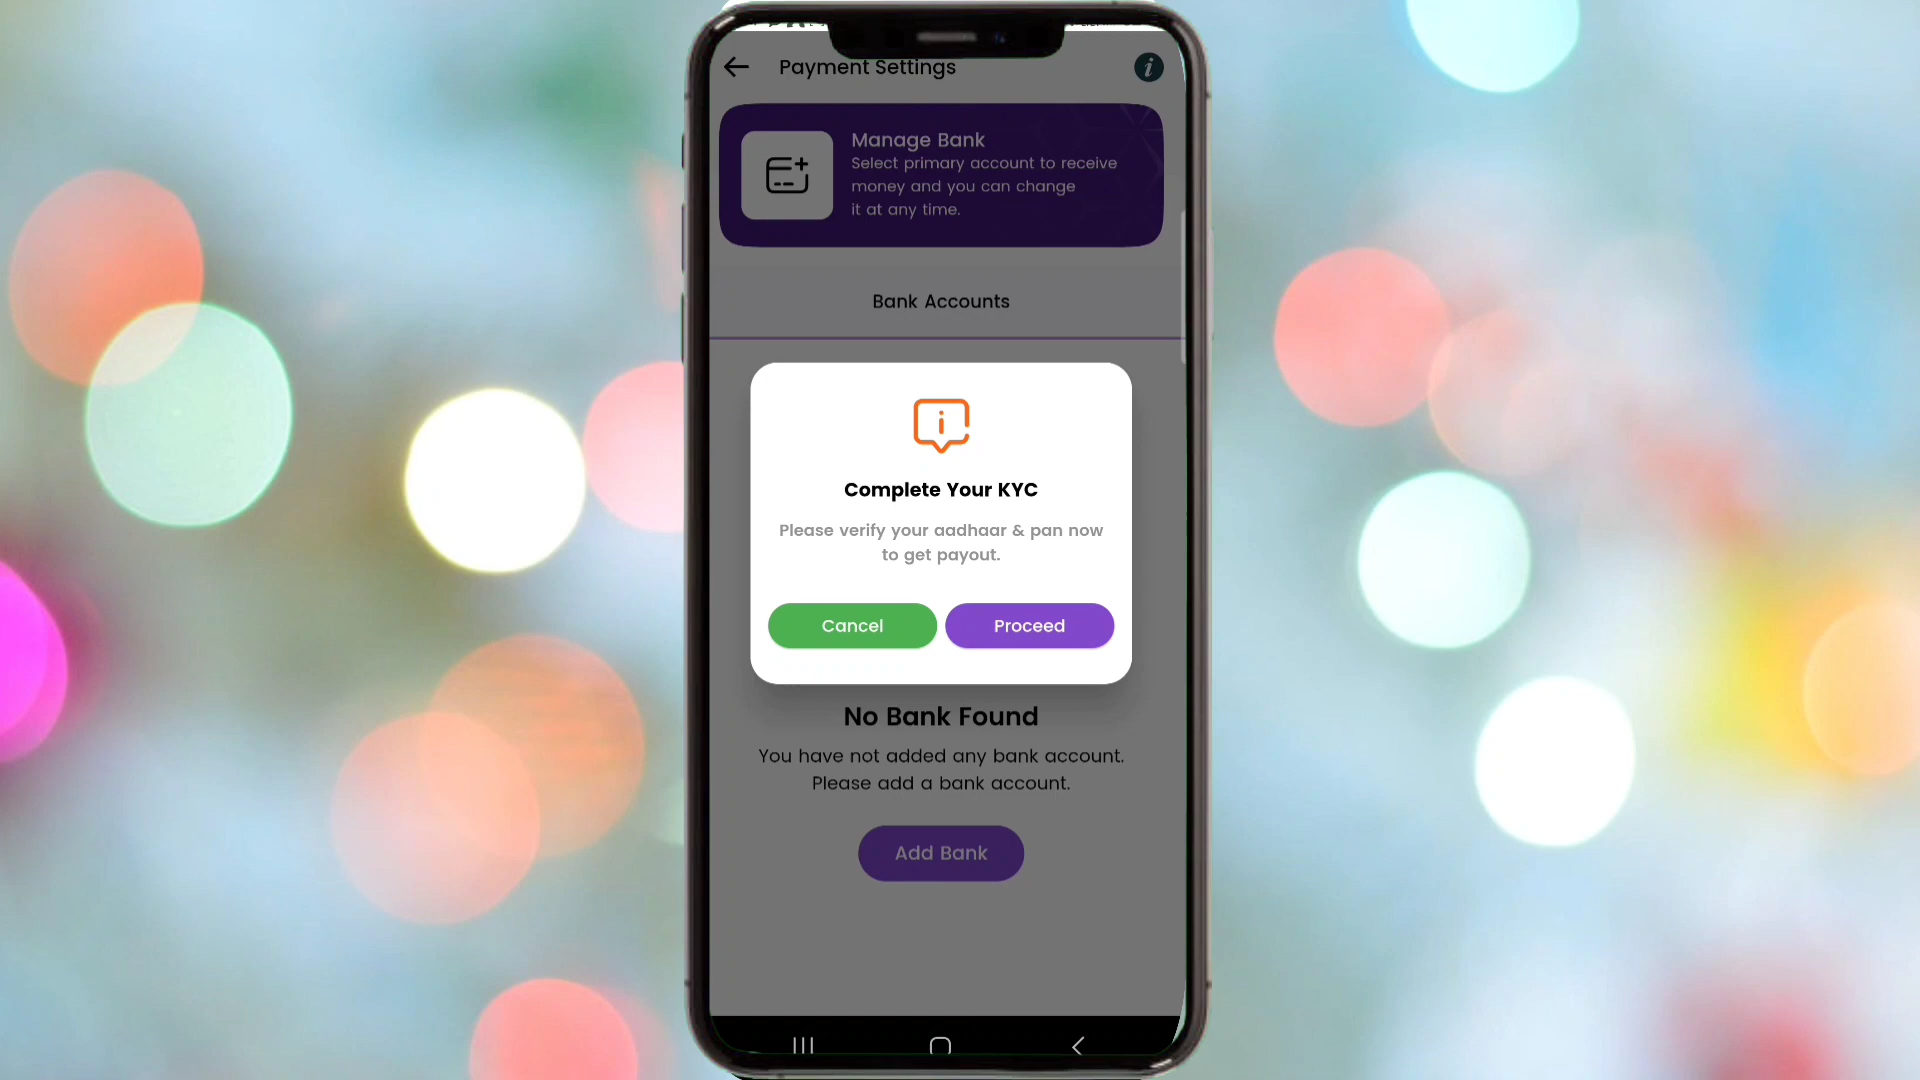 Payment Settings
Manage Bank
Select primary account to receive
money and you can change
it at any time.
Bank Accounts
Complete Your KYC
Please verify your aadhaar & pan now
to get payout.
Cancel
Proceed
No Bank Found
You have not added any bank account.
Please add a bank account.
Add Bank